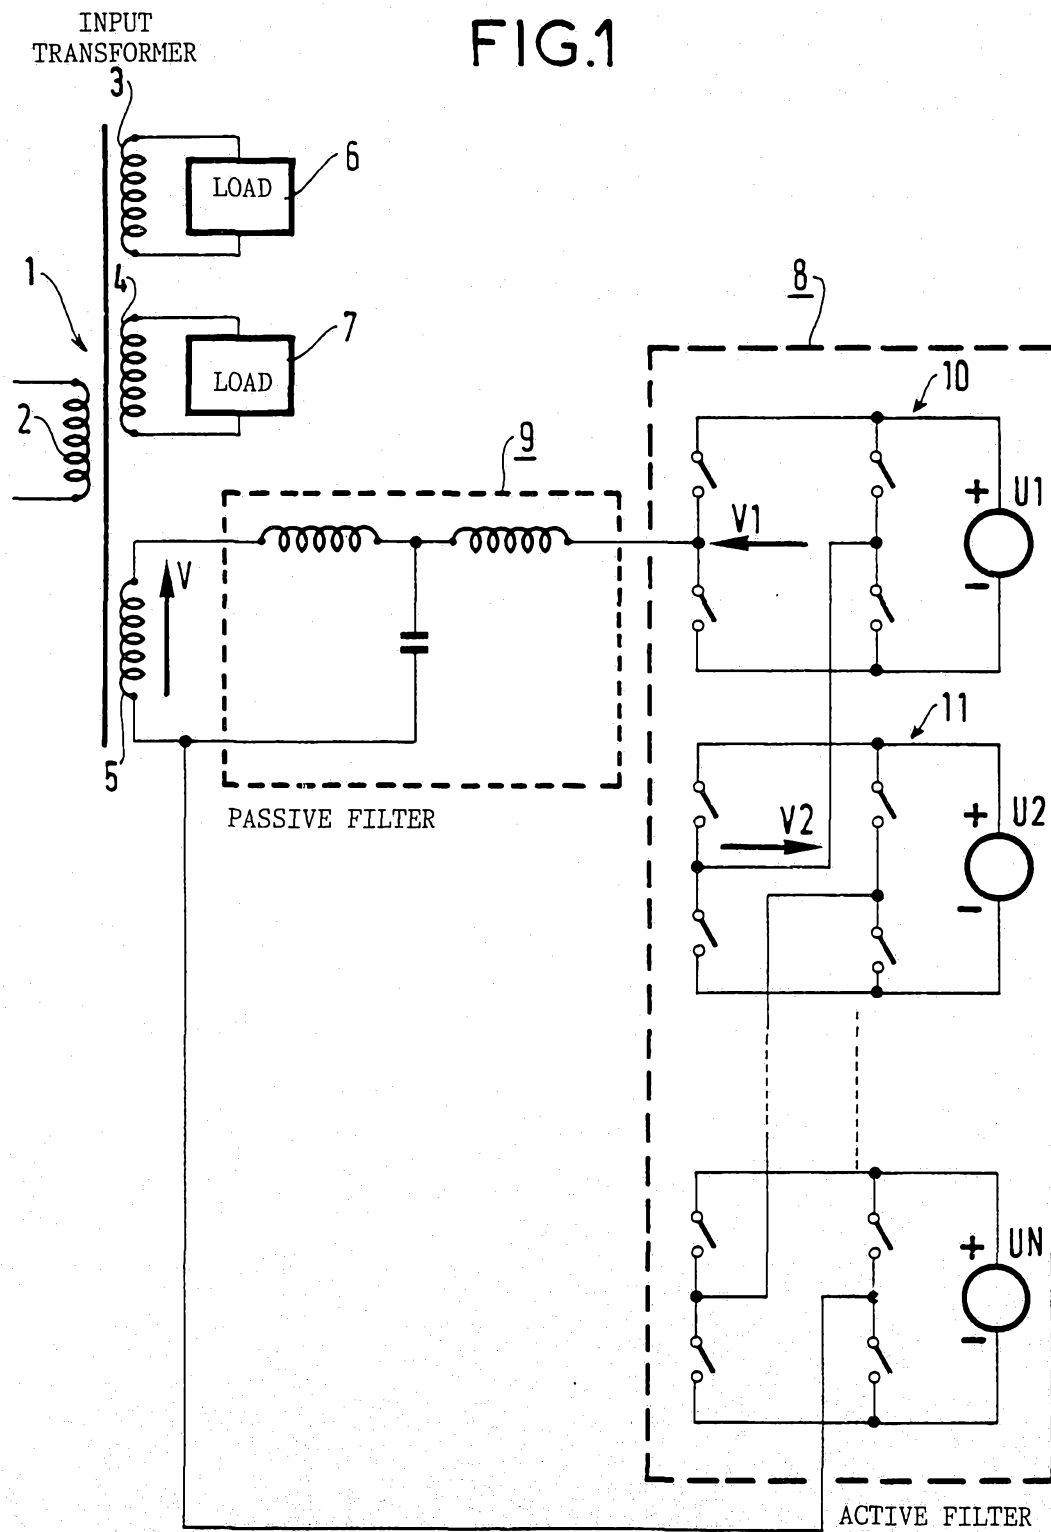 FIG.1
INPUT
TRANSFORMER
3
LOAD
6
1
4
LOAD
7
2
8
10
9
+
U1
V1
V
-
11
5
PASSIVE FILTER
+
U2
V2
-
+
UN
-
ACTIVE FILTER